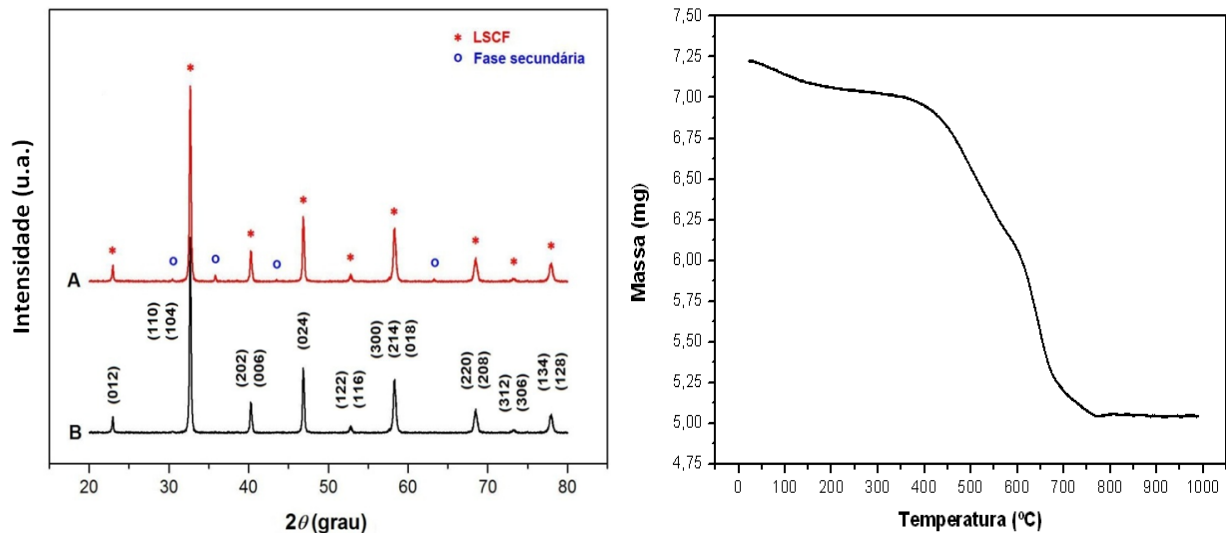 * LSCF
o Fase secundária
Intensidade (u.a.)
A
B
(012)
(110)
(104)
(202)
(006)
(024)
(122)
(116)
(300)
(214)
(018)
(220)
(208)
(312)
(306)
(134)
(128)
20 30 40 50 60 70 80
2θ (grau)
Massa (mg)
7,50
7,25
7,00
6,75
6,50
6,25
6,00
5,75
5,50
5,25
5,00
4,75
0 100 200 300 400 500 600 700 800 900 1000
Temperatura (ºC)